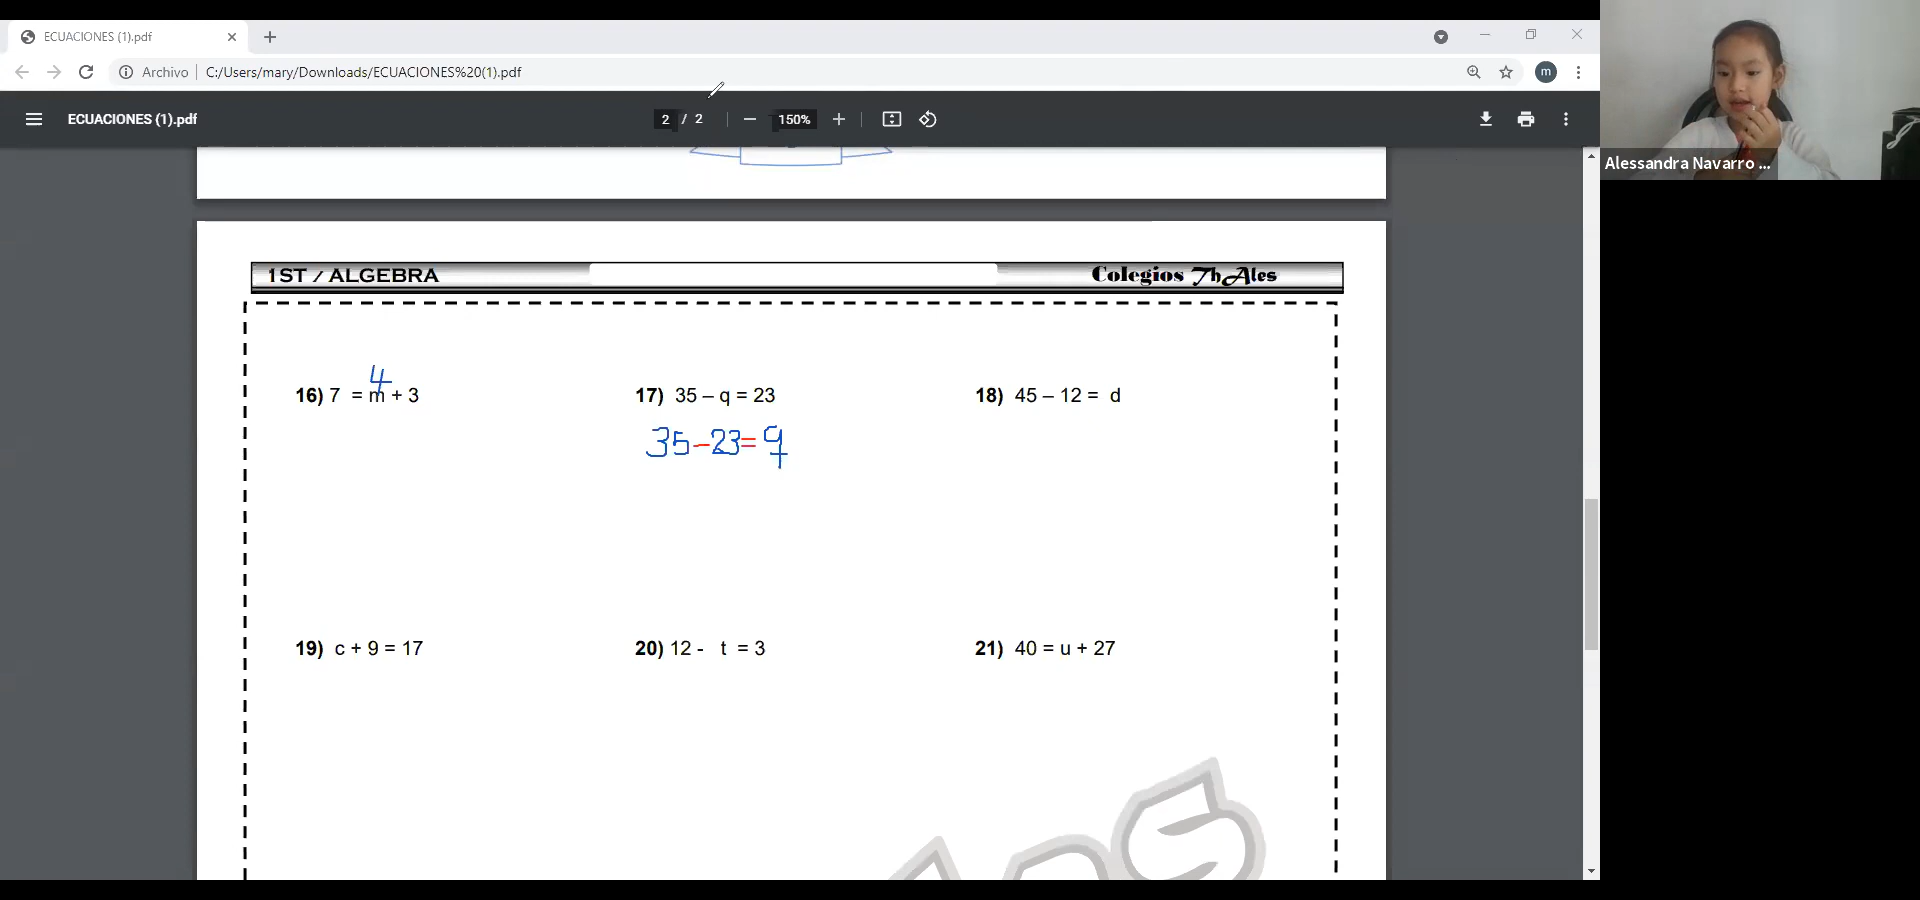 ECUACIONES (1).pdf
Archivo C:/Users/mary/Downloads/ECUACIONES%20(1).pdf
m
ECUACIONES (1).pdf
2 / 2
150%
Alessandra Navarro ...
1ST / ALGEBRA
Colegios ThAles
4
16) 7 = m + 3
17) 35 – q = 23
18) 45 – 12 = d
35-23=q
19) c + 9 = 17
20) 12 - t = 3
21) 40 = u + 27